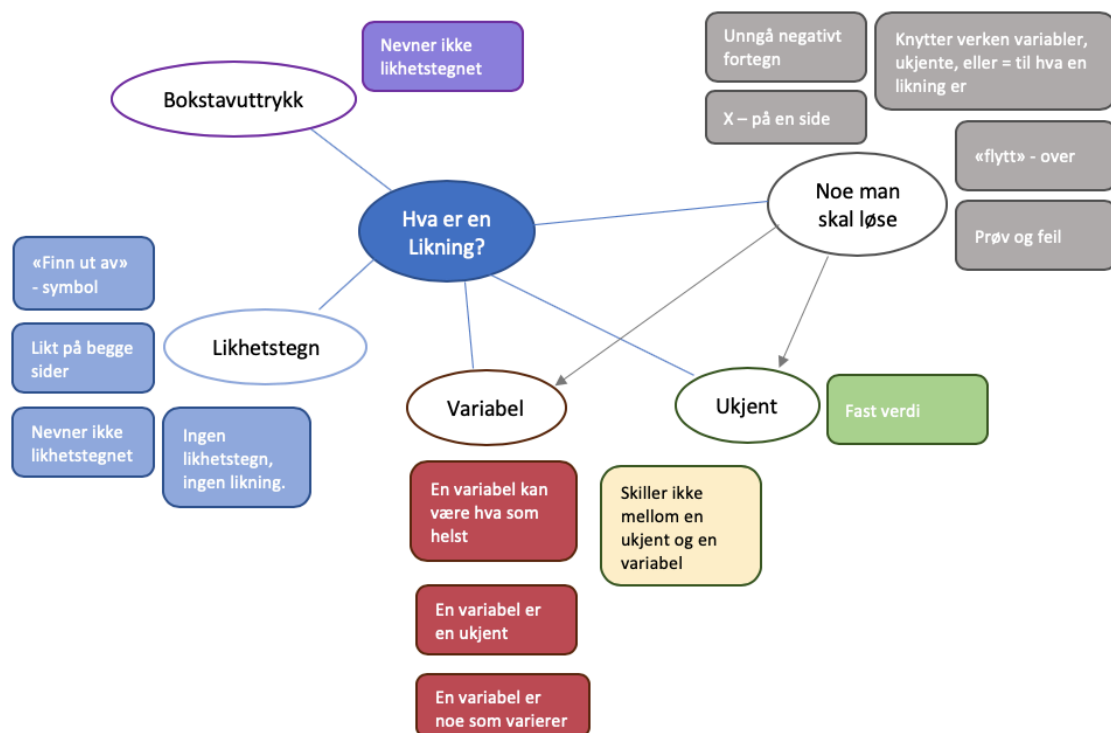 Nevner ikke
likhetstegnet
Bokstavuttrykk
Unngå negativt
fortegn
Knytter verken variabler,
ukjente, eller = til hva en
likning er
X – på en side
«flytt» - over
Noe man
skal løse
Prøv og feil
Hva er en
Likning?
«Finn ut av»
- symbol
Likt på begge
sider
Likhetstegn
Nevner ikke
likhetstegnet
Ingen
likhetstegn,
ingen likning.
Variabel
Ukjent
Fast verdi
En variabel kan
være hva som
helst
Skiller ikke
mellom en
ukjent og en
variabel
En variabel er
en ukjent
En variabel er
noe som varierer